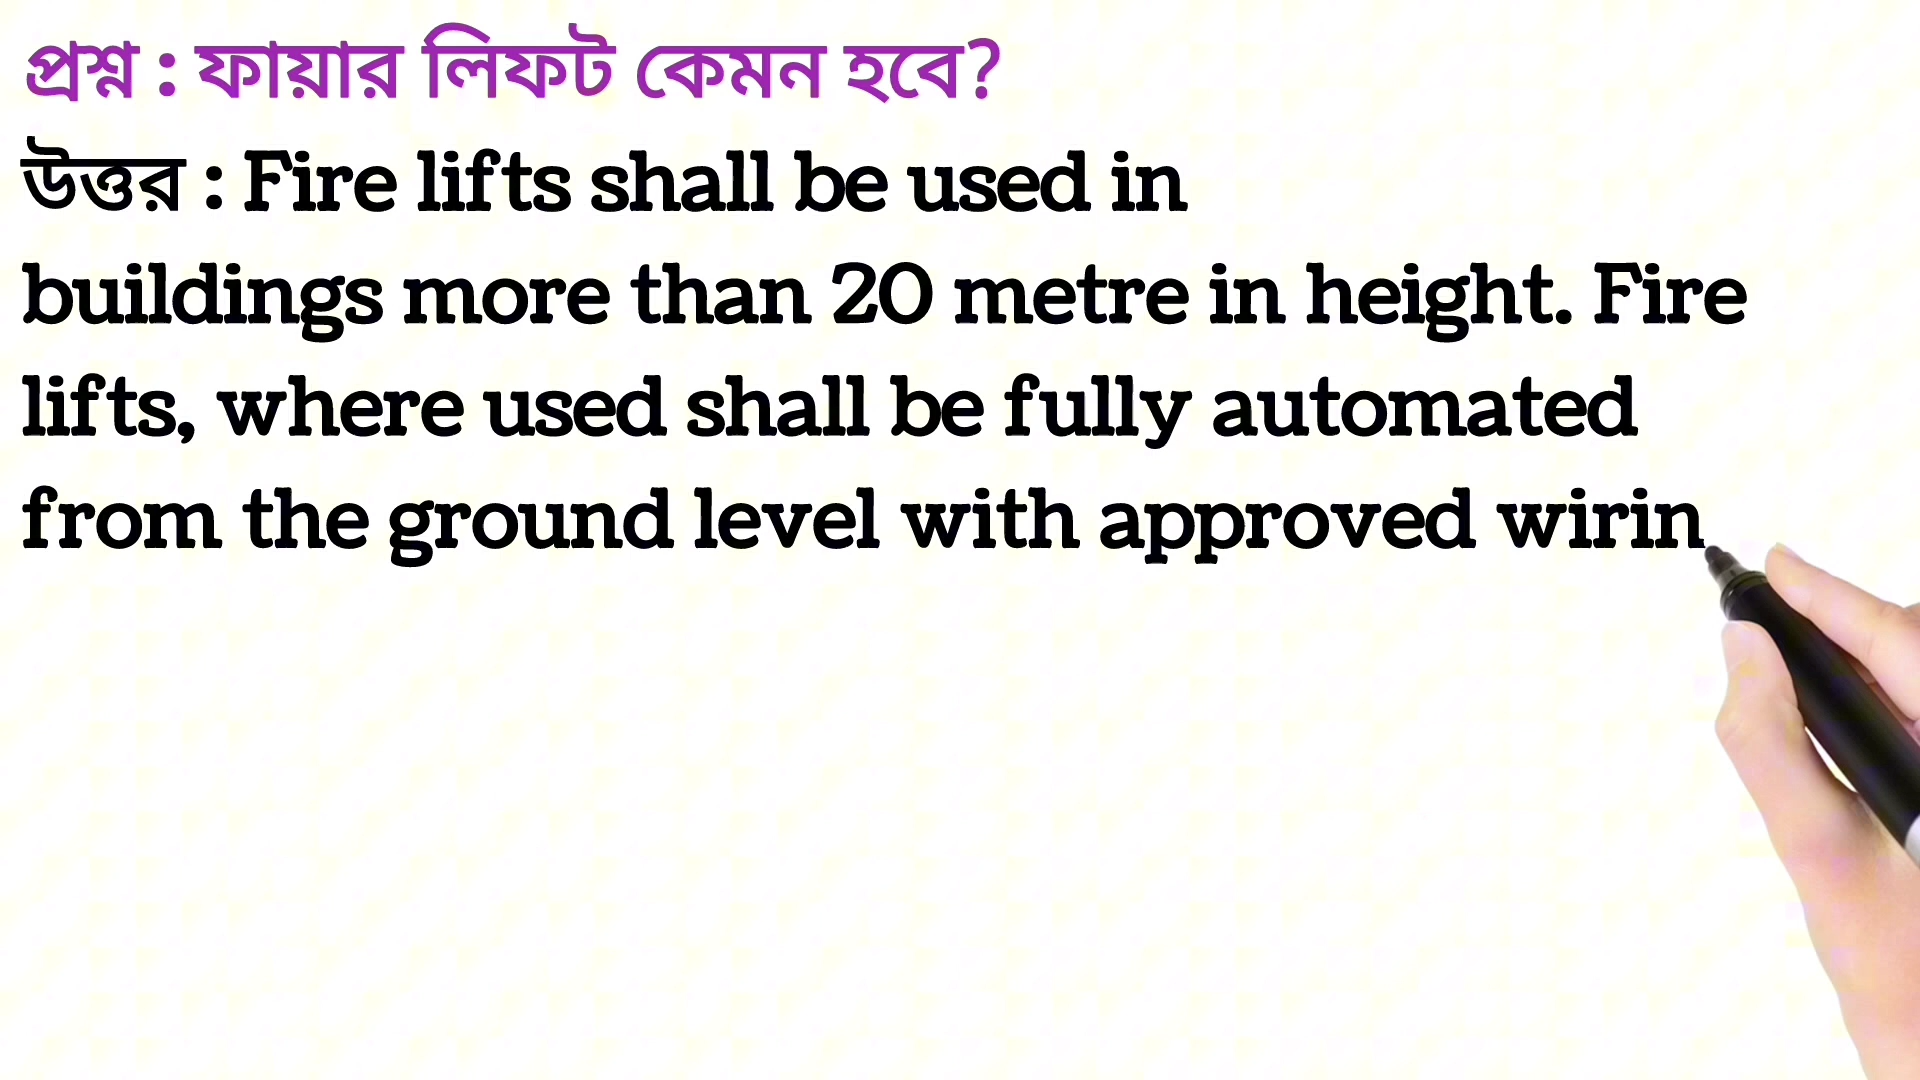 প্রশ্ন : ফায়ার লিফট কেমন হবে?
উত্তর : Fire lifts shall be used in
buildings more than 20 metre in height. Fire
lifts, where used shall be fully automated
from the ground level with approved wirin